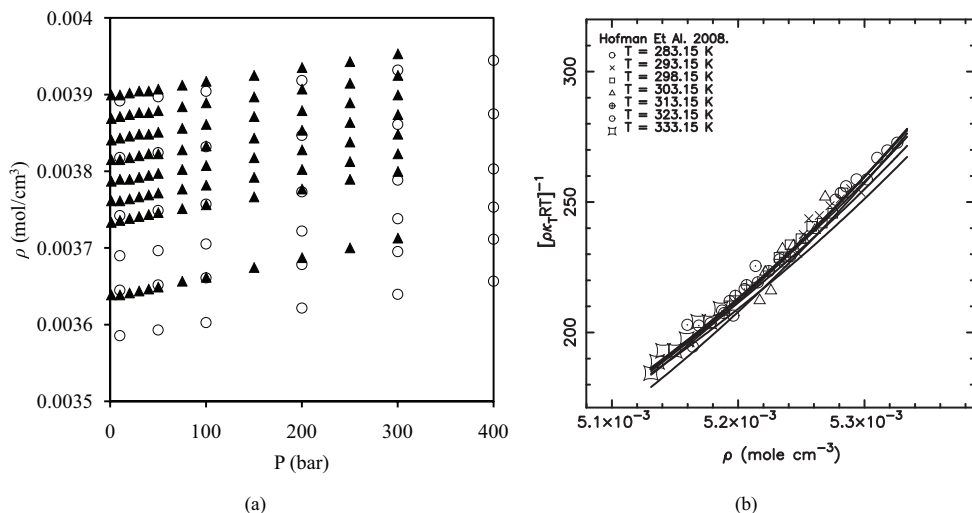 0.004
0.0039
0.0038
0.0037
0.0036
0.0035
ρ (mol/cm³)
0 100 200 300 400
P (bar)
(a)
Hofman Et Al. 2008.
T = 283.15 K
T = 293.15 K
T = 298.15 K
T = 303.15 K
T = 313.15 K
T = 323.15 K
T = 333.15 K
300
250
200
[ρκ_TRT]⁻¹
5.1×10⁻³ 5.2×10⁻³ 5.3×10⁻³
ρ (mole cm⁻³)
(b)